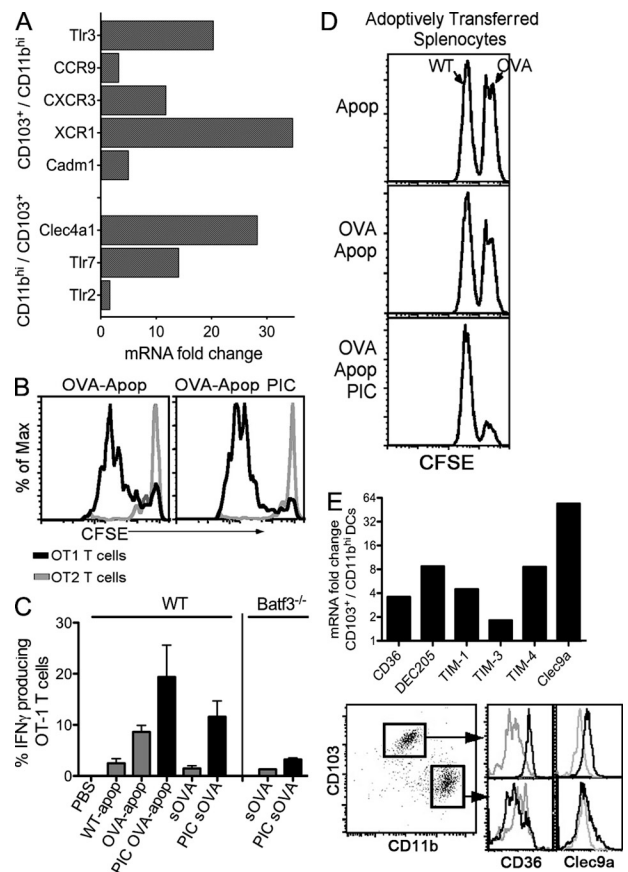 A
CD103+ / CD11bhi
Tlr3
CCR9
CXCR3
XCR1
Cadm1
CD11bhi / CD103+
Clec4a1
Tlr7
Tlr2
0 10 20 30
mRNA fold change
B
OVA-Apop
OVA-Apop PIC
% of Max
CFSE
OT1 T cells
OT2 T cells
C
WT
Batf3-/-
% IFNγ producing
OT-1 T cells
30
20
10
0
PBS
WT-apop
OVA-apop
PIC OVA-apop
sOVA
PIC sOVA
sOVA
PIC sOVA
D
Adoptively Transferred
Splenocytes
WT
OVA
Apop
OVA
Apop
OVA
Apop
PIC
CFSE
E
mRNA fold change
CD103+ / CD11bhi DCs
64
32
16
8
4
2
1
CD36
DEC205
TIM-1
TIM-3
TIM-4
Clec9a
CD103
CD11b
CD36
Clec9a